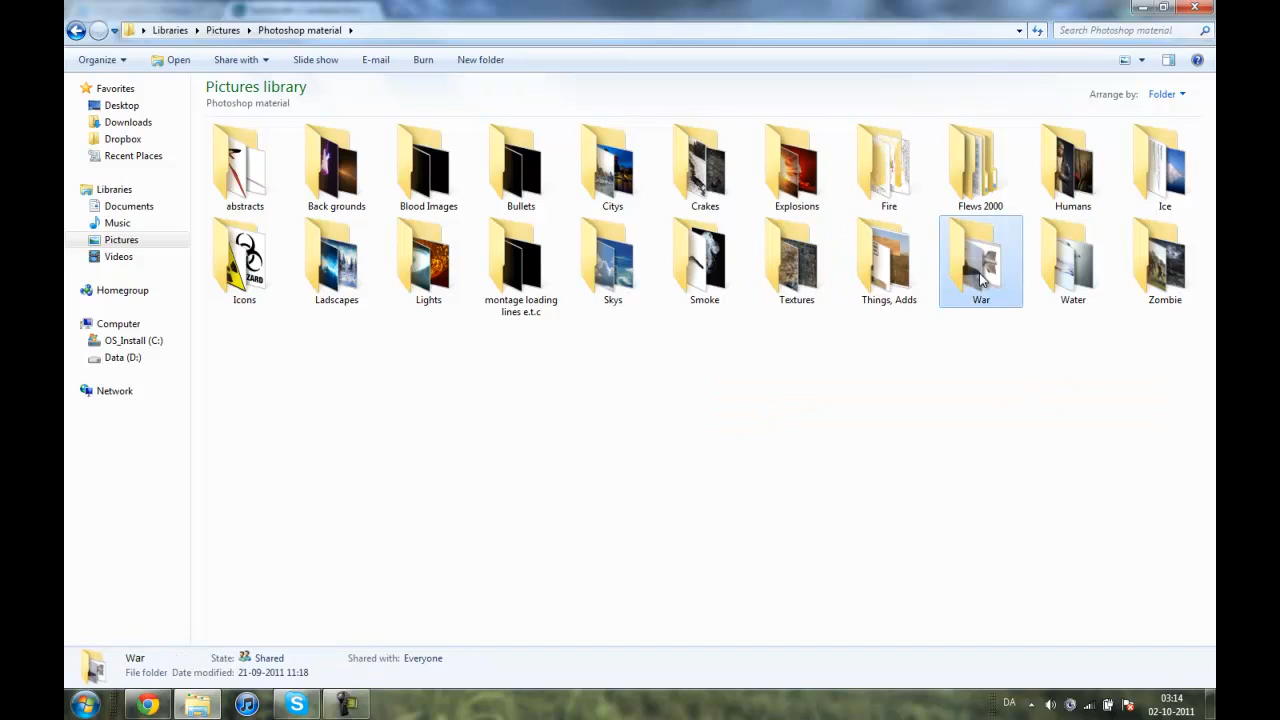 Libraries Pictures Photoshop material
Search Photoshop material
Organize Open Share with Slide show E-mail Burn New folder
Favorites
Desktop
Downloads
Dropbox
Recent Places
Libraries
Documents
Music
Pictures
Videos
Homegroup
Computer
OS_Install (C:)
Data (D:)
Network
Pictures library
Photoshop material
Arrange by: Folder
abstracts Back grounds Blood Images Bullets Citys Crakes Explosions Fire Flews 2000 Humans Ice
ZARD
Icons Ladscapes Lights montage loading lines e.t.c Skys Smoke Textures Things, Adds War Water Zombie
War State: Shared Shared with: Everyone
File folder Date modified: 21-09-2011 11:18
DA
03:14
02-10-2011